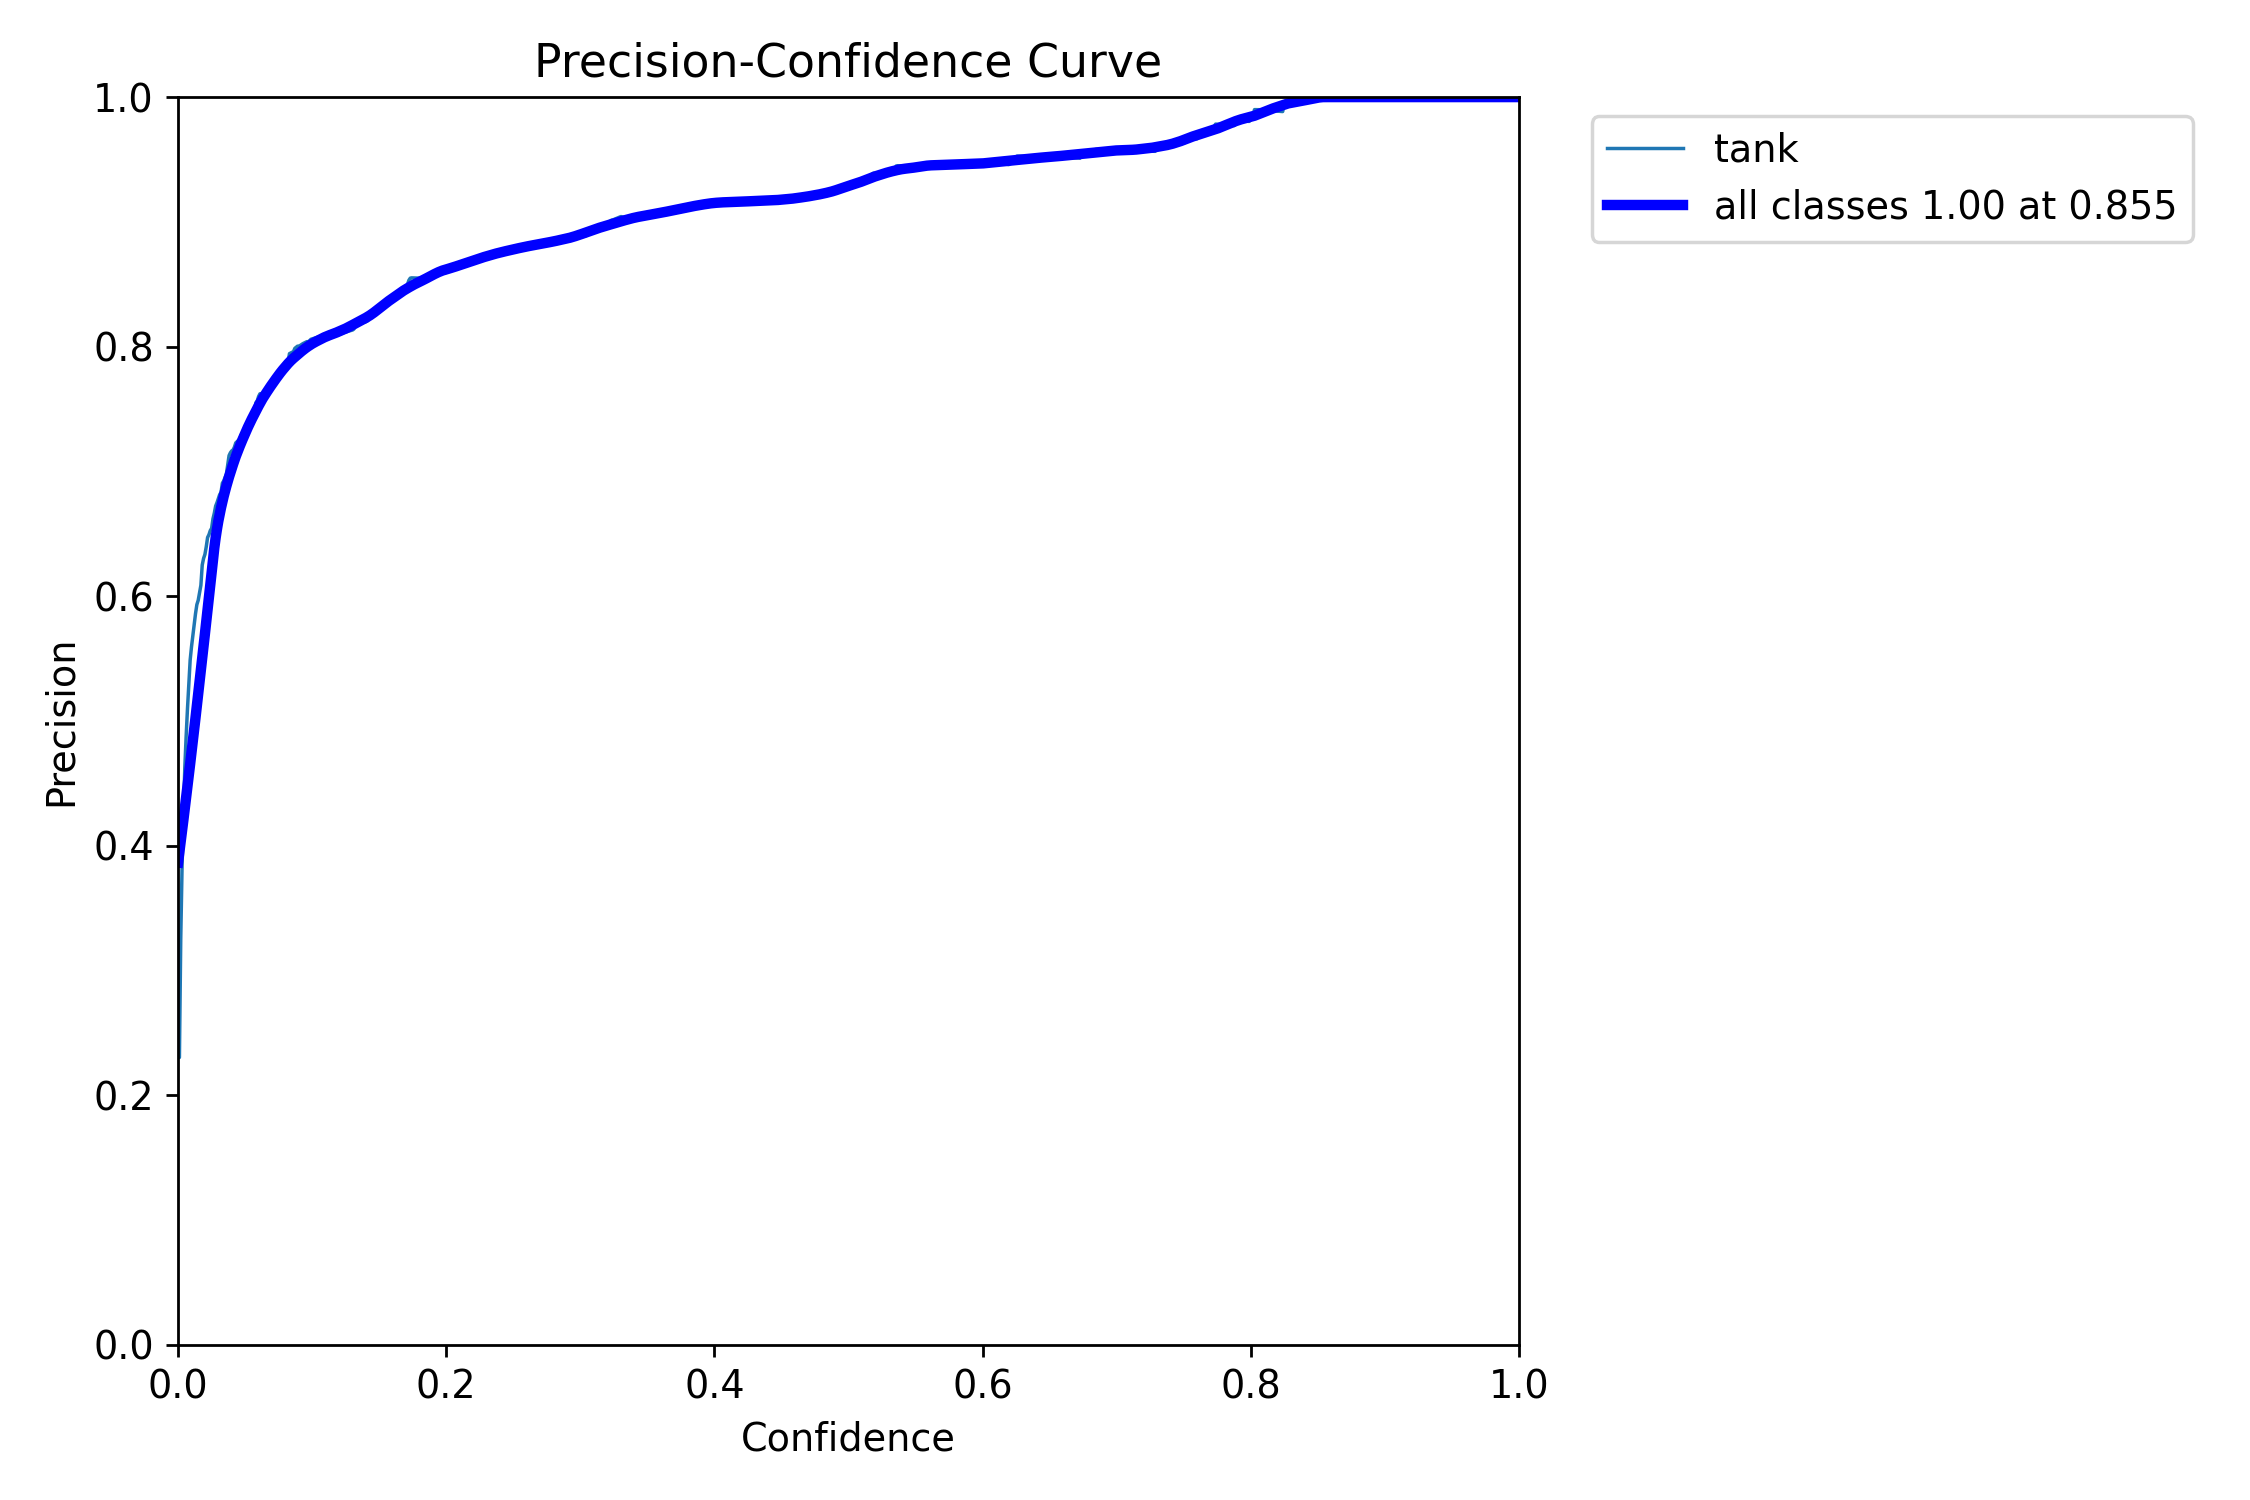 Precision-Confidence Curve
1.0
0.8
0.6
0.4
0.2
0.0
Precision
0.0 0.2 0.4 0.6 0.8 1.0
Confidence
tank
all classes 1.00 at 0.855